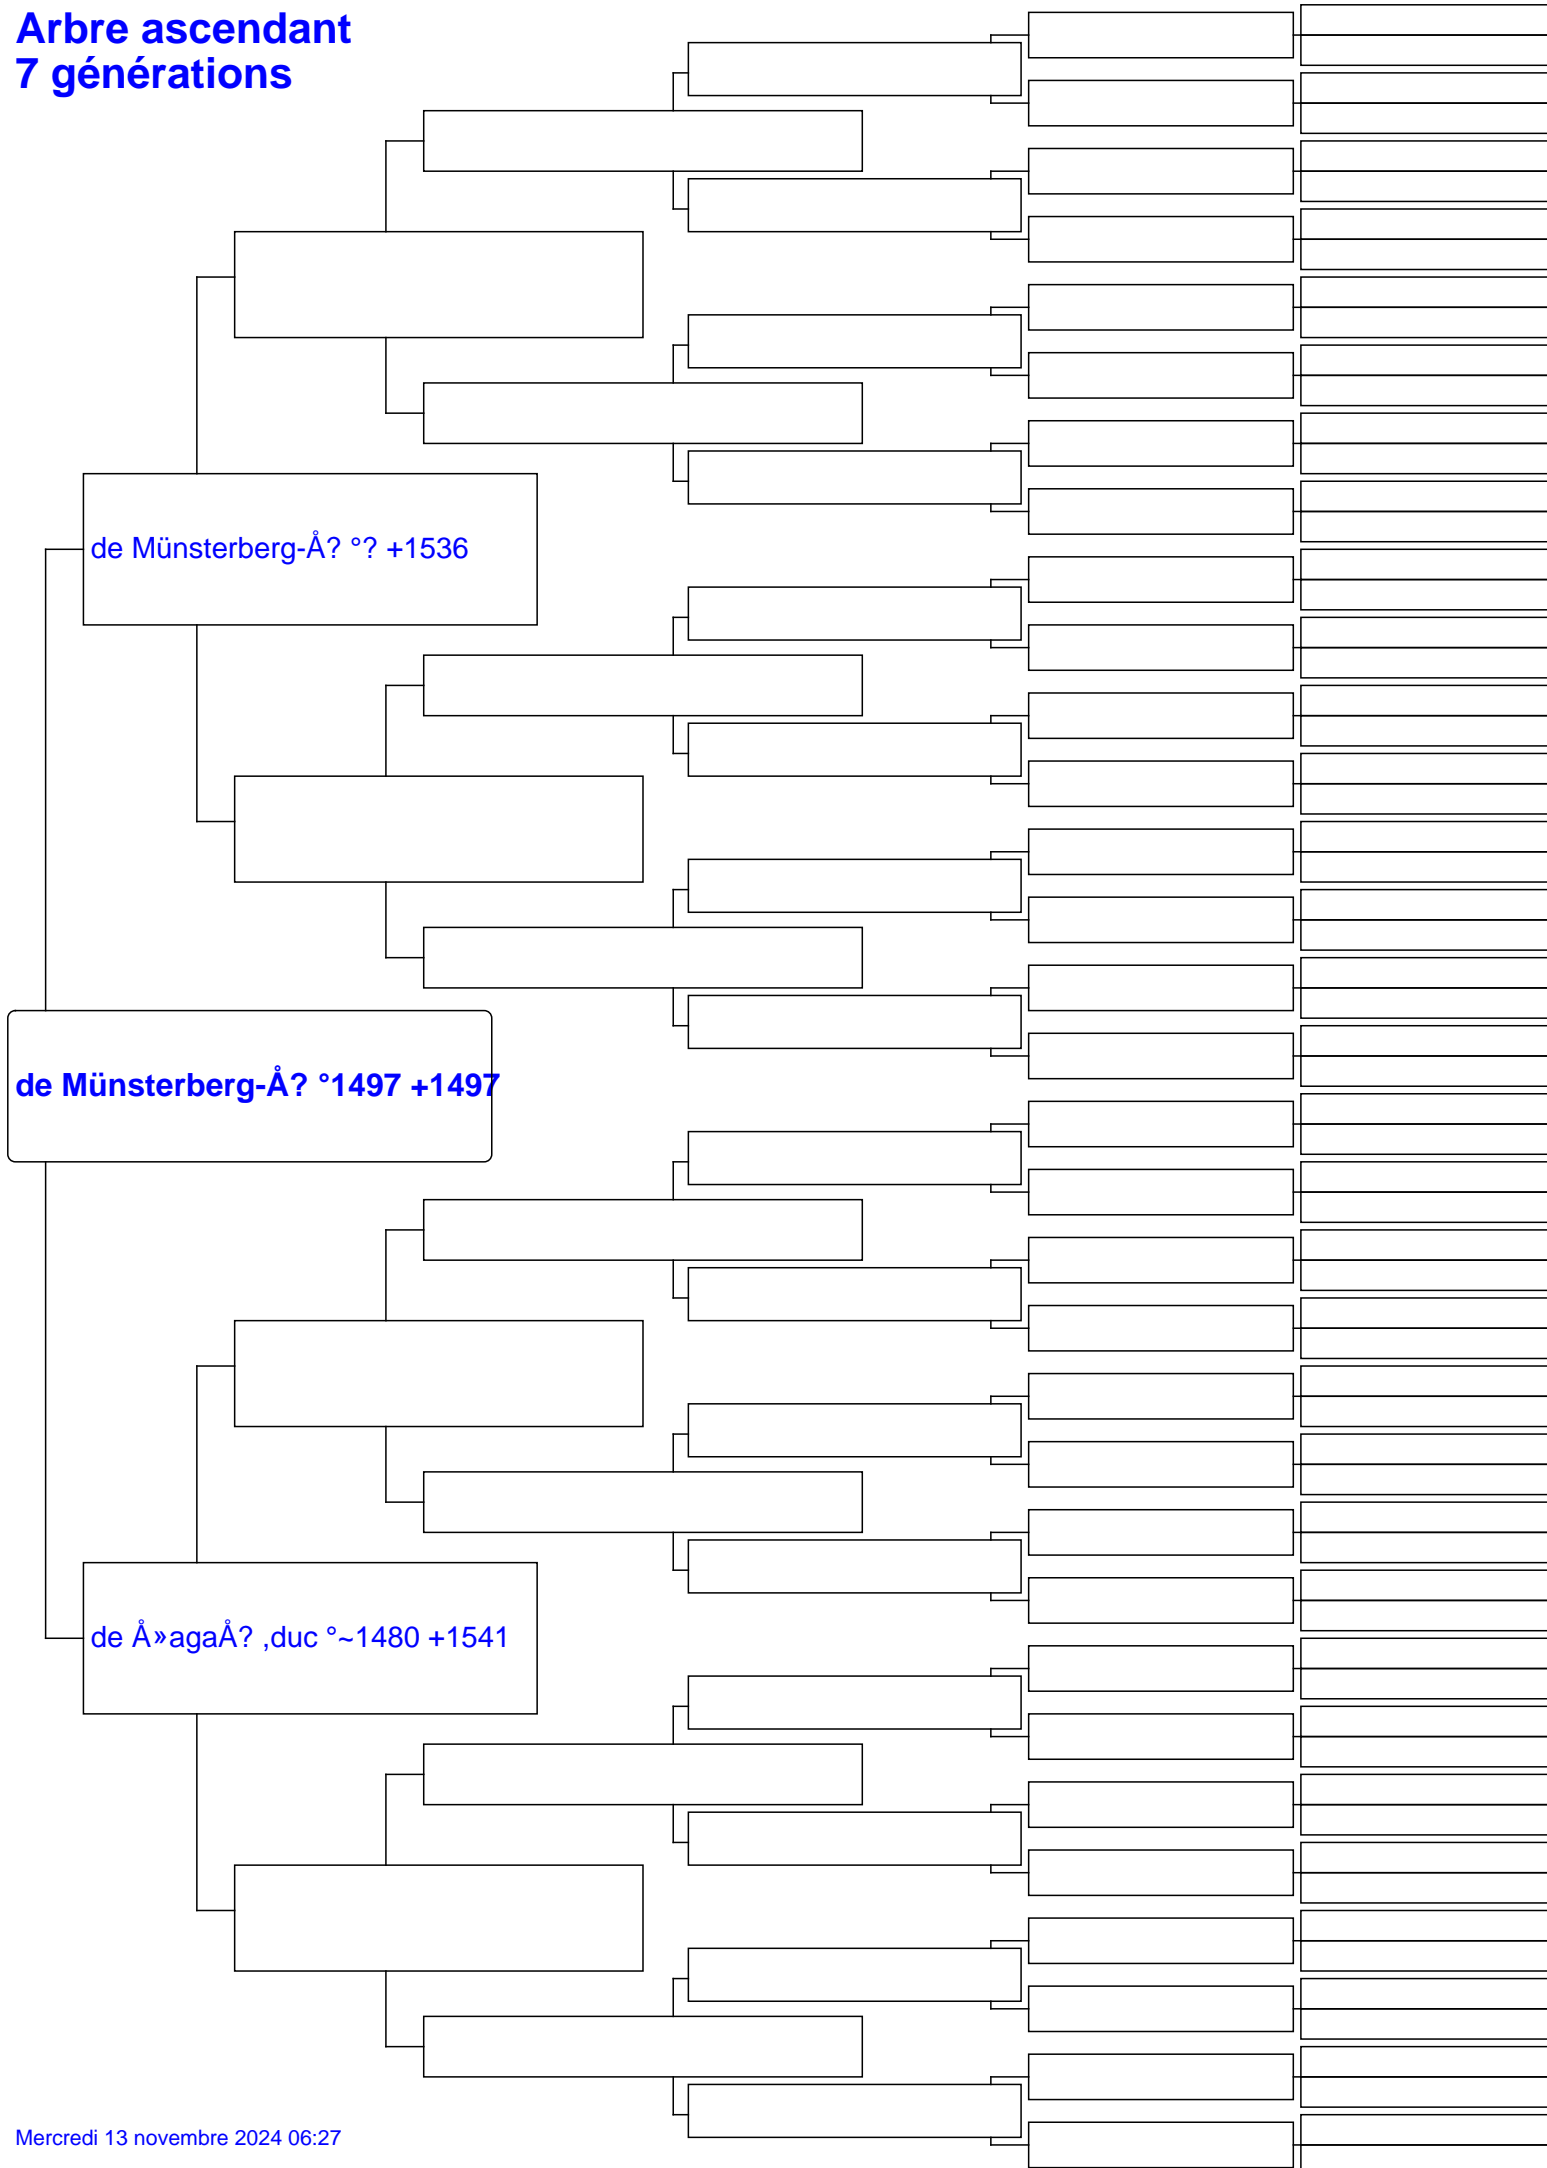 Arbre ascendant
7 générations
de Münsterberg-Å? °? +1536
de Münsterberg-Å? °1497 +1497
de Å»agaÅ? ,duc °~1480 +1541
Mercredi 13 novembre 2024 06:27